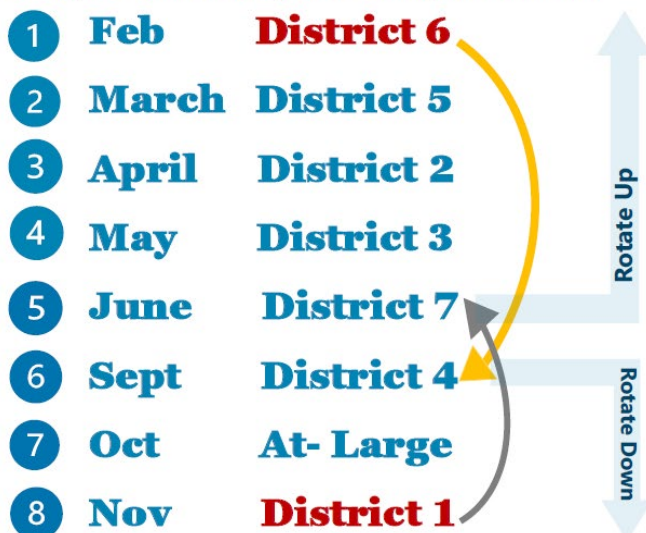 1 Feb District 6
2 March District 5
3 April District 2
4 May District 3
5 June District 7
6 Sept District 4
7 Oct At- Large
8 Nov District 1
Rotate Up
Rotate Down